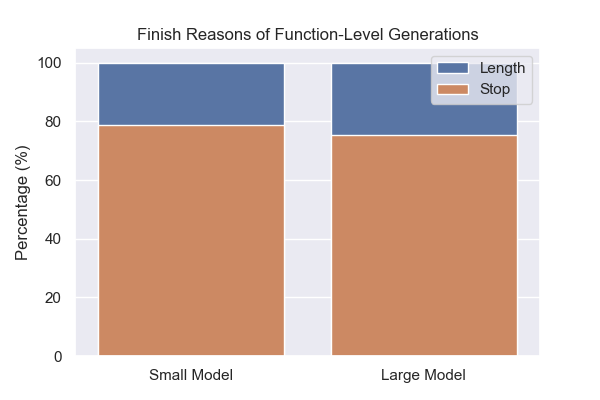 Finish Reasons of Function-Level Generations
Length
Stop
Percentage (%)
100
80
60
40
20
0
Small Model
Large Model